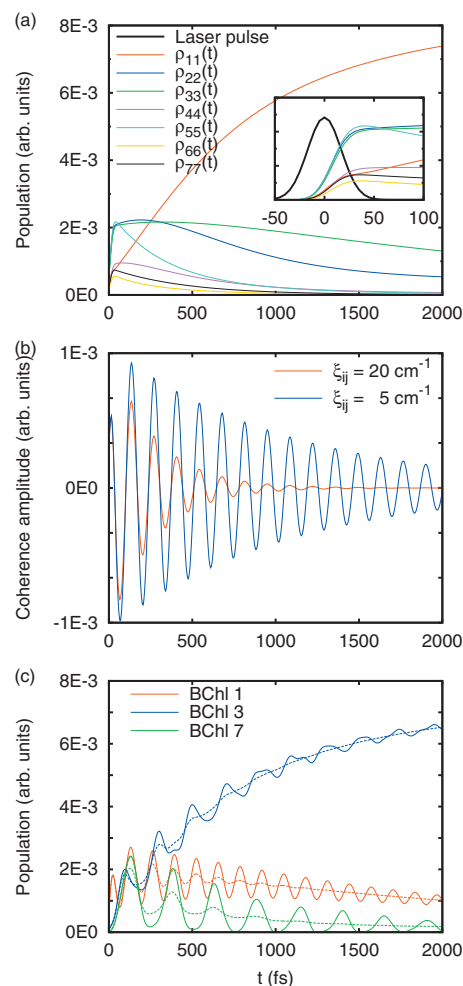 (a)
8E-3
6E-3
4E-3
2E-3
0E0
Population (arb. units)
Laser pulse
ρ11(t)
ρ22(t)
ρ33(t)
ρ44(t)
ρ55(t)
ρ66(t)
ρ77(t)
-50 0 50 100
0 500 1000 1500 2000
(b)
1E-3
0E0
-1E-3
Coherence amplitude (arb. units)
ξij = 20 cm-1
ξij = 5 cm-1
0 500 1000 1500 2000
(c)
8E-3
6E-3
4E-3
2E-3
0E0
Population (arb. units)
BChl 1
BChl 3
BChl 7
0 500 1000 1500 2000
t (fs)